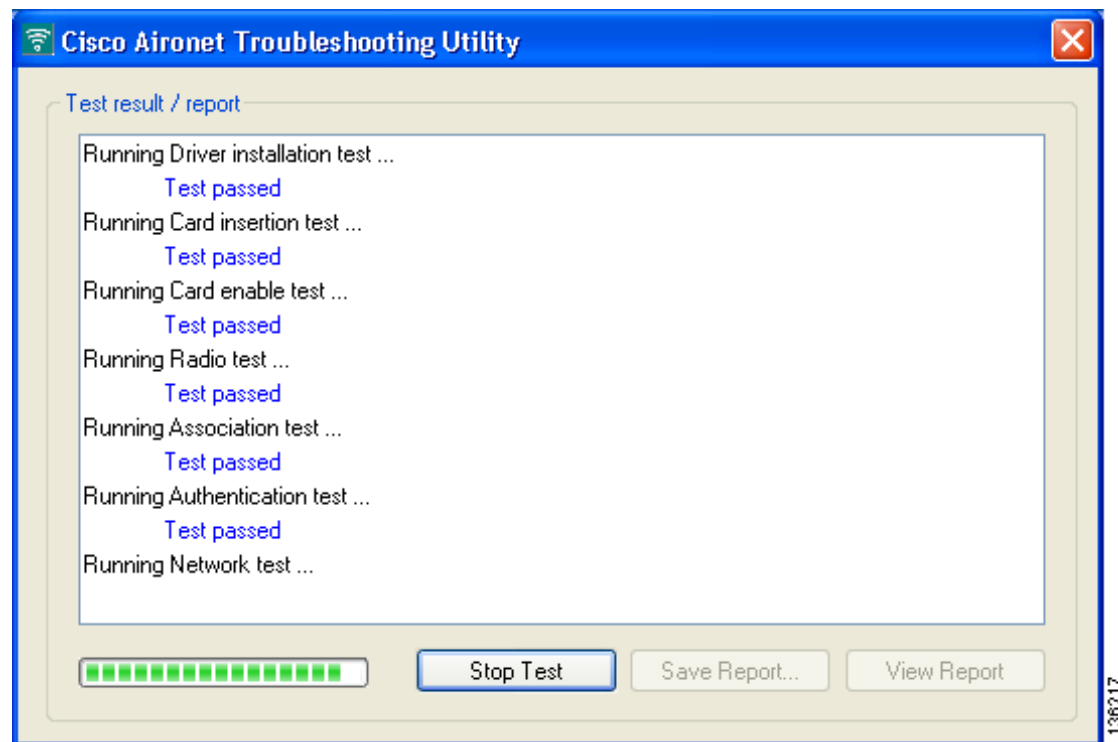 Cisco Aironet Troubleshooting Utility
Test result / report
Running Driver installation test ...
Test passed
Running Card insertion test ...
Test passed
Running Card enable test ...
Test passed
Running Radio test ...
Test passed
Running Association test ...
Test passed
Running Authentication test ...
Test passed
Running Network test ...
Stop Test
Save Report...
View Report
136217